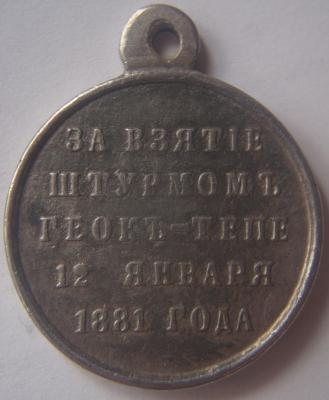 ЗА ВЗЯТІЕ
ШТУРМОМЪ
ГЕОКЪ-ТЕПЕ
12 ЯНВАРЯ
1881 ГОДА